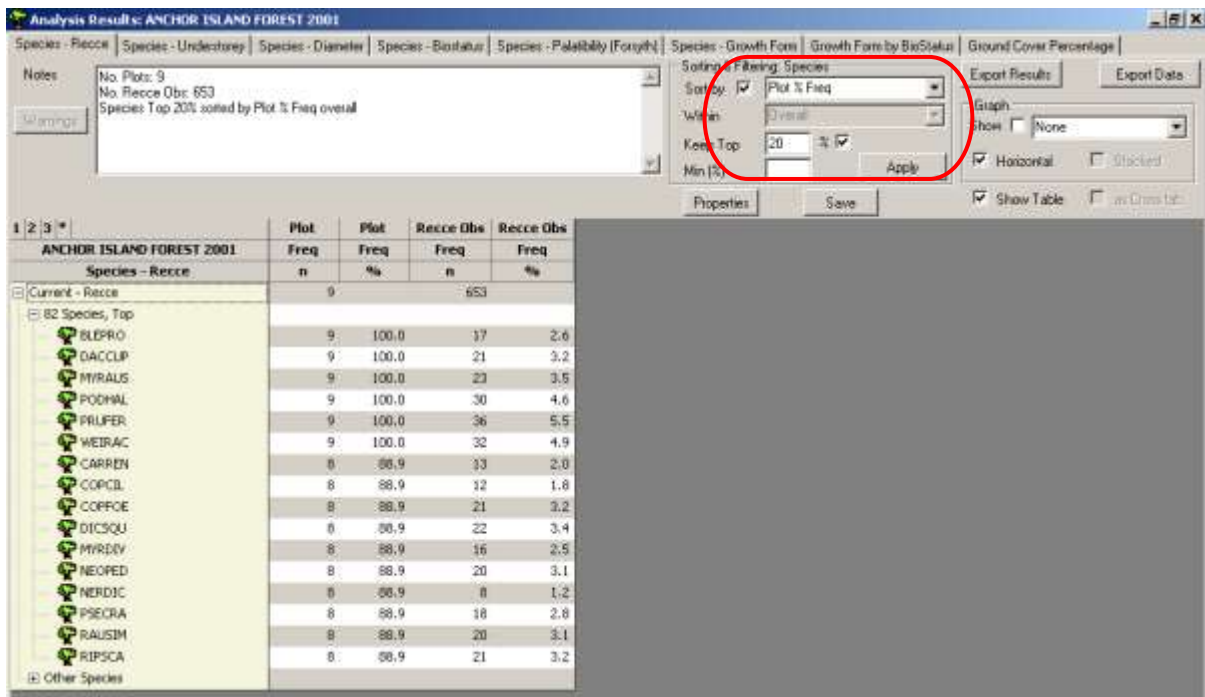 Analysis Results: ANCHOR ISLAND FOREST 2001
Species - Recce Species - Understorey Species - Diameter Species - Biostatus Species - Palatibility (Forsyth) Species - Growth Form Growth Form by BioStatus Ground Cover Percentage
Notes
Warnings
No. Plots: 9
No. Recce Obs: 653
Species Top 20% sorted by Plot % Freq overall
Sorting & Filtering: Species
Sort by Plot % Freq
Within Overall
Keep Top 20 %
Min (%) Apply
Properties Save
Export Results Export Data
Graph
Show None
Horizontal Stacked
Show Table as Cross tab
1 2 3 * Plot Plot Recce Obs Recce Obs
ANCHOR ISLAND FOREST 2001 Freq Freq Freq Freq
Species - Recce n % n %
Current - Recce 9 653
82 Species, Top
BLEPRO 9 100.0 17 2.6
DACCUP 9 100.0 21 3.2
MYRAUS 9 100.0 23 3.5
PODHAL 9 100.0 30 4.6
PRUFER 9 100.0 36 5.5
WEIRAC 9 100.0 32 4.9
CARREN 8 88.9 13 2.0
COPCIL 8 88.9 12 1.8
COPFOE 8 88.9 21 3.2
DICSQU 8 88.9 22 3.4
MYRDIV 8 88.9 16 2.5
NEOPED 8 88.9 20 3.1
NERDIC 8 88.9 8 1.2
PSECRA 8 88.9 18 2.8
RAUSIM 8 88.9 20 3.1
RIPSCA 8 88.9 21 3.2
Other Species